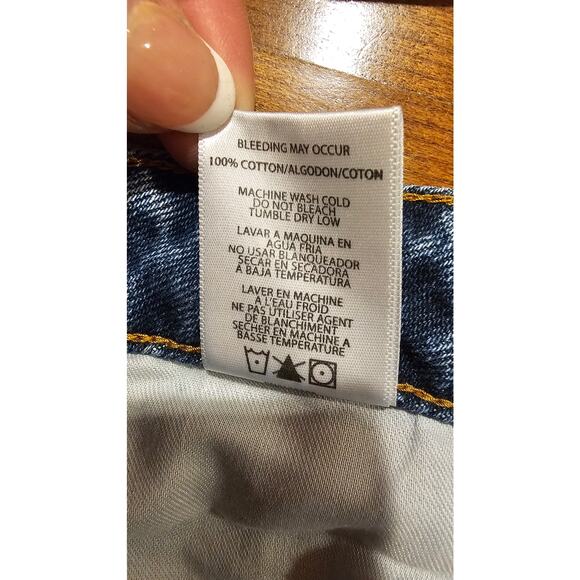 BLEEDING MAY OCCUR
100% COTTON/ALGODON/COTON
MACHINE WASH COLD
DO NOT BLEACH
TUMBLE DRY LOW
LAVAR A MAQUINA EN
AGUA FRIA
NO USAR BLANQUEADOR
SECAR EN SECADORA
A BAJA TEMPERATURA
LAVER EN MACHINE
A L'EAU FROIDE
NE PAS UTILISER AGENT
DE BLANCHIMENT
SECHER EN MACHINE A
BASSE TEMPERATURE